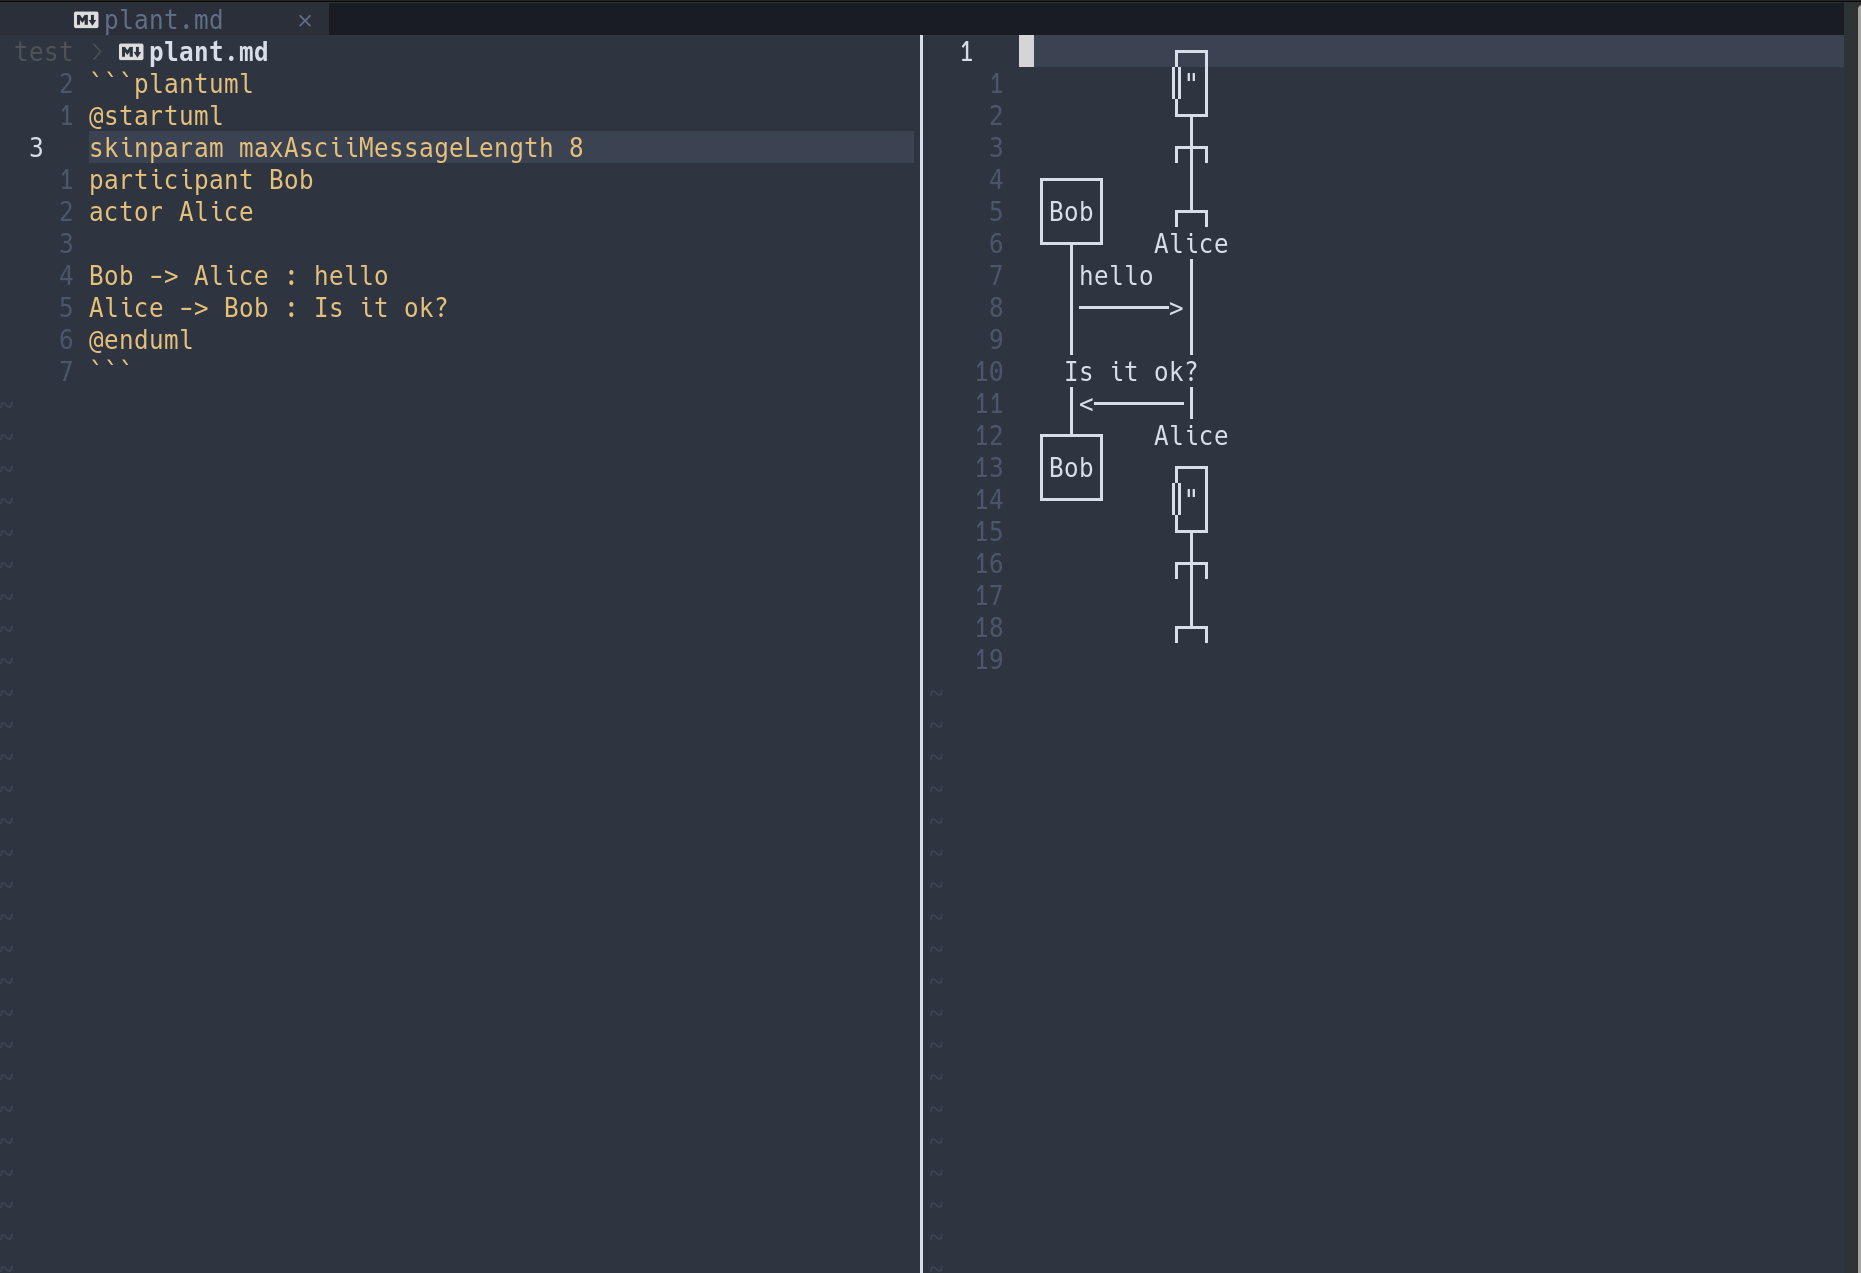 plant.md ×
test > plant.md
2 ```plantuml
1 @startuml
3 skinparam maxAsciiMessageLength 8
1 participant Bob
2 actor Alice
3
4 Bob -> Alice : hello
5 Alice -> Bob : Is it ok?
6 @enduml
7 ```
1
1 "
2
3
4
5 Bob
6 Alice
7 hello
8 >
9
10 Is it ok?
11 <
12 Alice
13 Bob
14 "
15
16
17
18
19